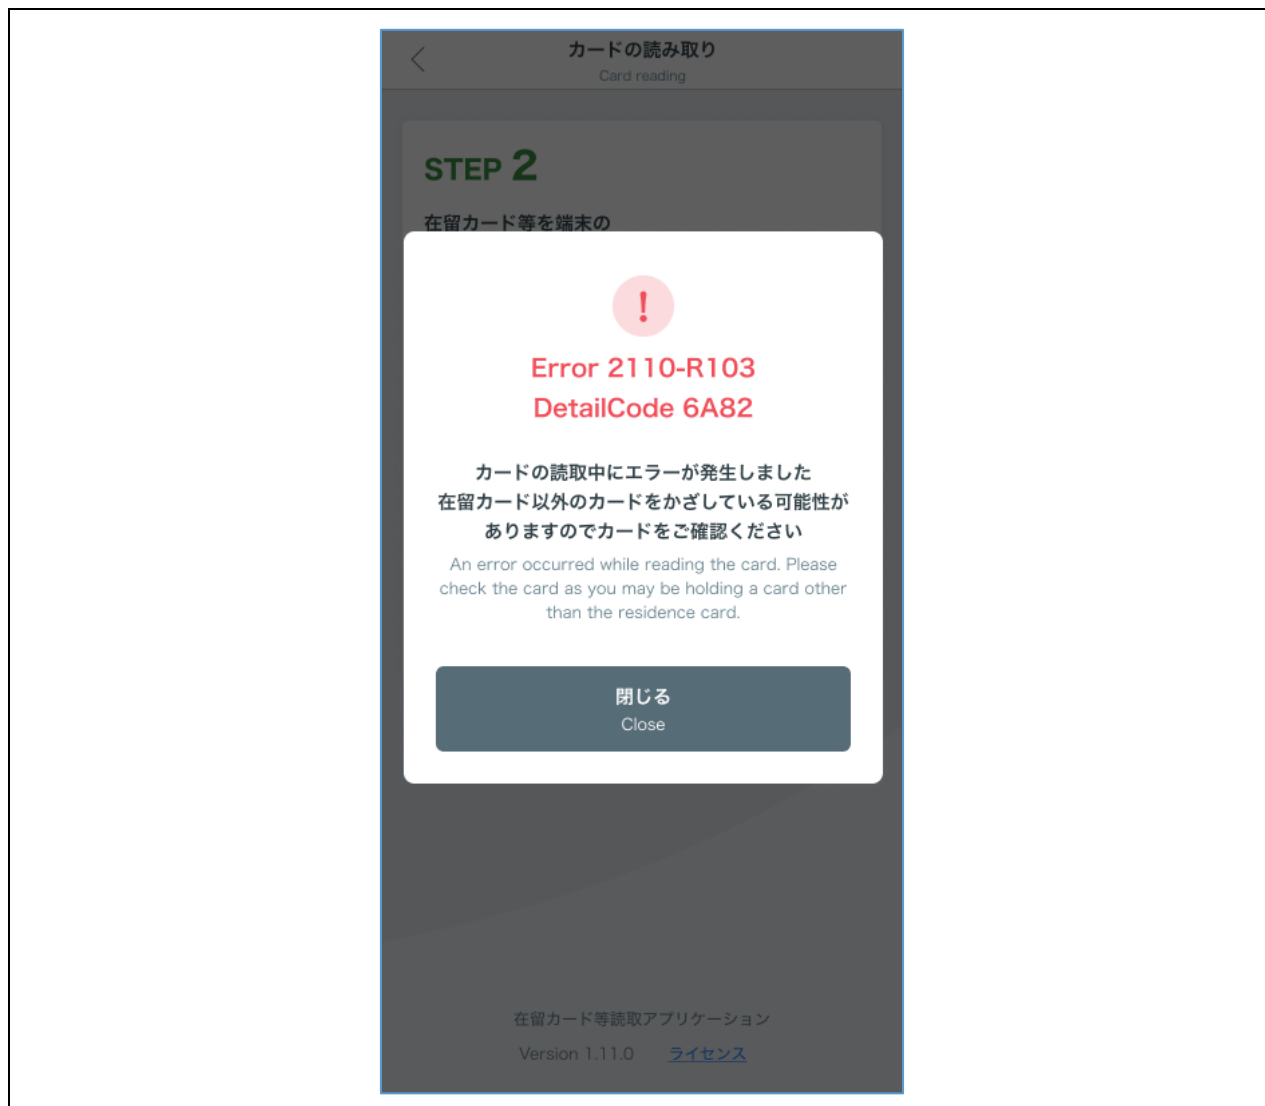 カードの読み取り
Card reading
STEP 2
在留カード等を端末の
!
Error 2110-R103
DetailCode 6A82
カードの読取中にエラーが発生しました
在留カード以外のカードをかざしている可能性が
ありますのでカードをご確認ください
An error occurred while reading the card. Please
check the card as you may be holding a card other
than the residence card.
閉じる
Close
在留カード等読取アプリケーション
Version 1.11.0 ライセンス